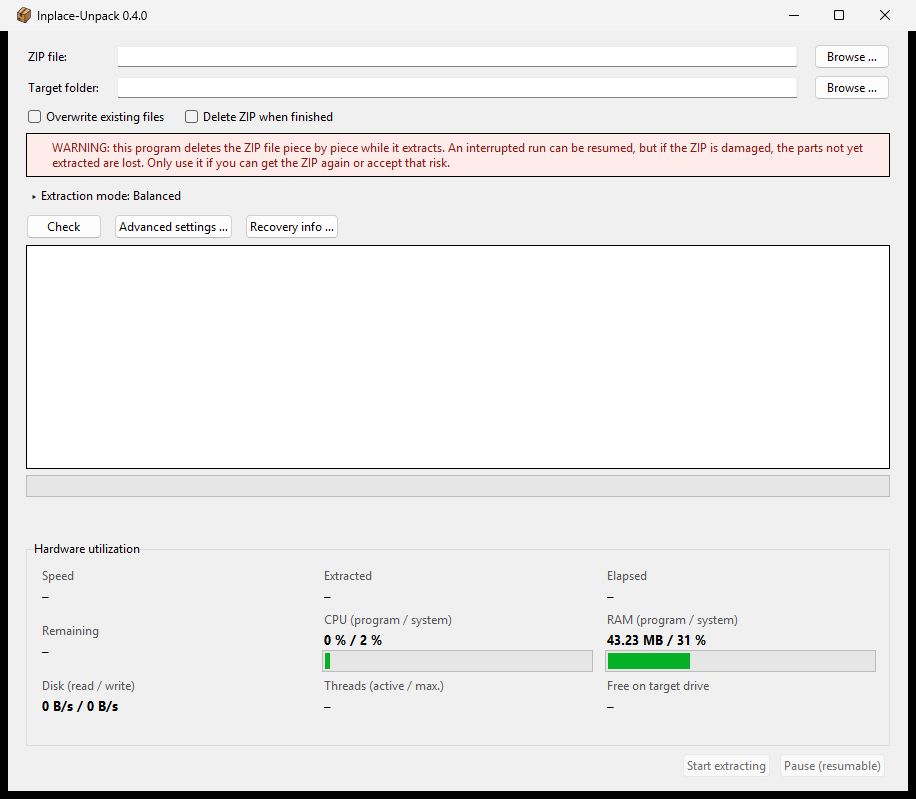 Inplace-Unpack 0.4.0
ZIP file:
Browse ...
Target folder:
Browse ...
Overwrite existing files
Delete ZIP when finished
WARNING: this program deletes the ZIP file piece by piece while it extracts. An interrupted run can be resumed, but if the ZIP is damaged, the parts not yet
extracted are lost. Only use it if you can get the ZIP again or accept that risk.
Extraction mode: Balanced
Check
Advanced settings ...
Recovery info ...
Hardware utilization
Speed
–
Extracted
–
Elapsed
–
Remaining
–
CPU (program / system)
0 % / 2 %
RAM (program / system)
43.23 MB / 31 %
Disk (read / write)
0 B/s / 0 B/s
Threads (active / max.)
–
Free on target drive
–
Start extracting
Pause (resumable)